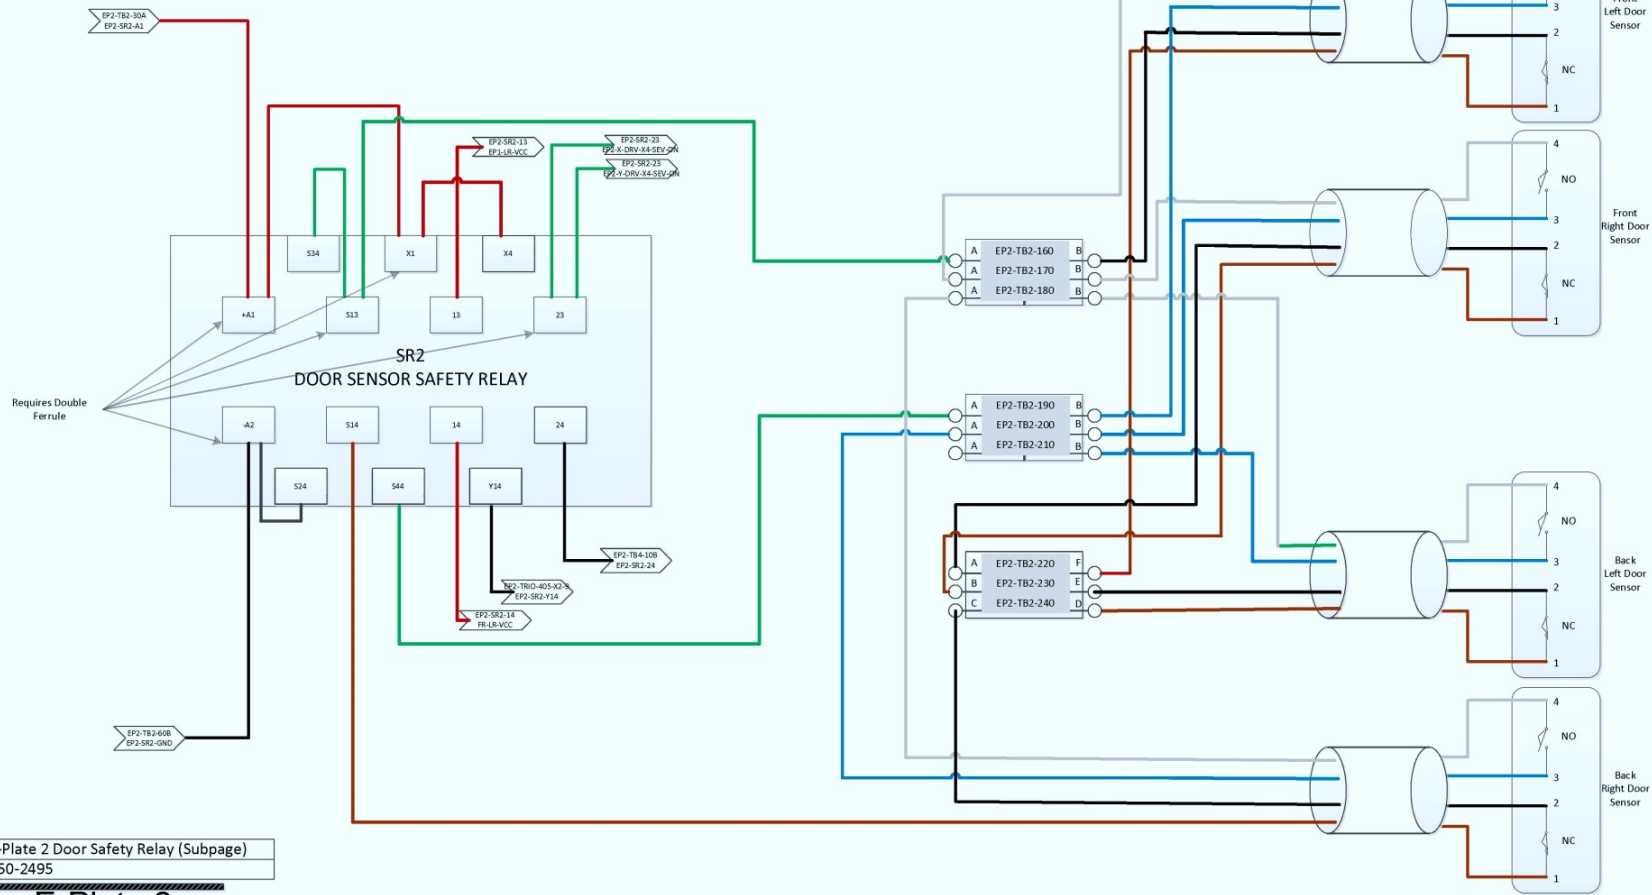 EP2-TB2-30A
EP2-SR2-A1
3
Left Door
Sensor
2
NC
1
EP2-SR2-13
EP1-LR-VCC
EP2-SR2-23
EP2-X-DRV-X4-SEV-ON
EP2-SR2-23
EP2-Y-DRV-X4-SEV-ON
4
NO
3
Front
Right Door
Sensor
2
NC
1
S34
X1
X4
+A1
S13
13
23
A EP2-TB2-160 B
A EP2-TB2-170 B
A EP2-TB2-180 B
SR2
DOOR SENSOR SAFETY RELAY
Requires Double
Ferrule
-A2
S14
14
24
S24
S44
Y14
A EP2-TB2-190 B
A EP2-TB2-200 B
A EP2-TB2-210 B
EP2-TB4-10B
EP2-SR2-24
EP2-TRIO-405-X2-9
EP2-SR2-Y14
EP2-SR2-14
FR-LR-VCC
A EP2-TB2-220 F
B EP2-TB2-230 E
C EP2-TB2-240 D
4
NO
3
Back
Left Door
Sensor
2
NC
1
EP2-TB2-60B
EP2-SR2-GND
4
NO
3
Back
Right Door
Sensor
2
NC
1
-Plate 2 Door Safety Relay (Subpage)
50-2495